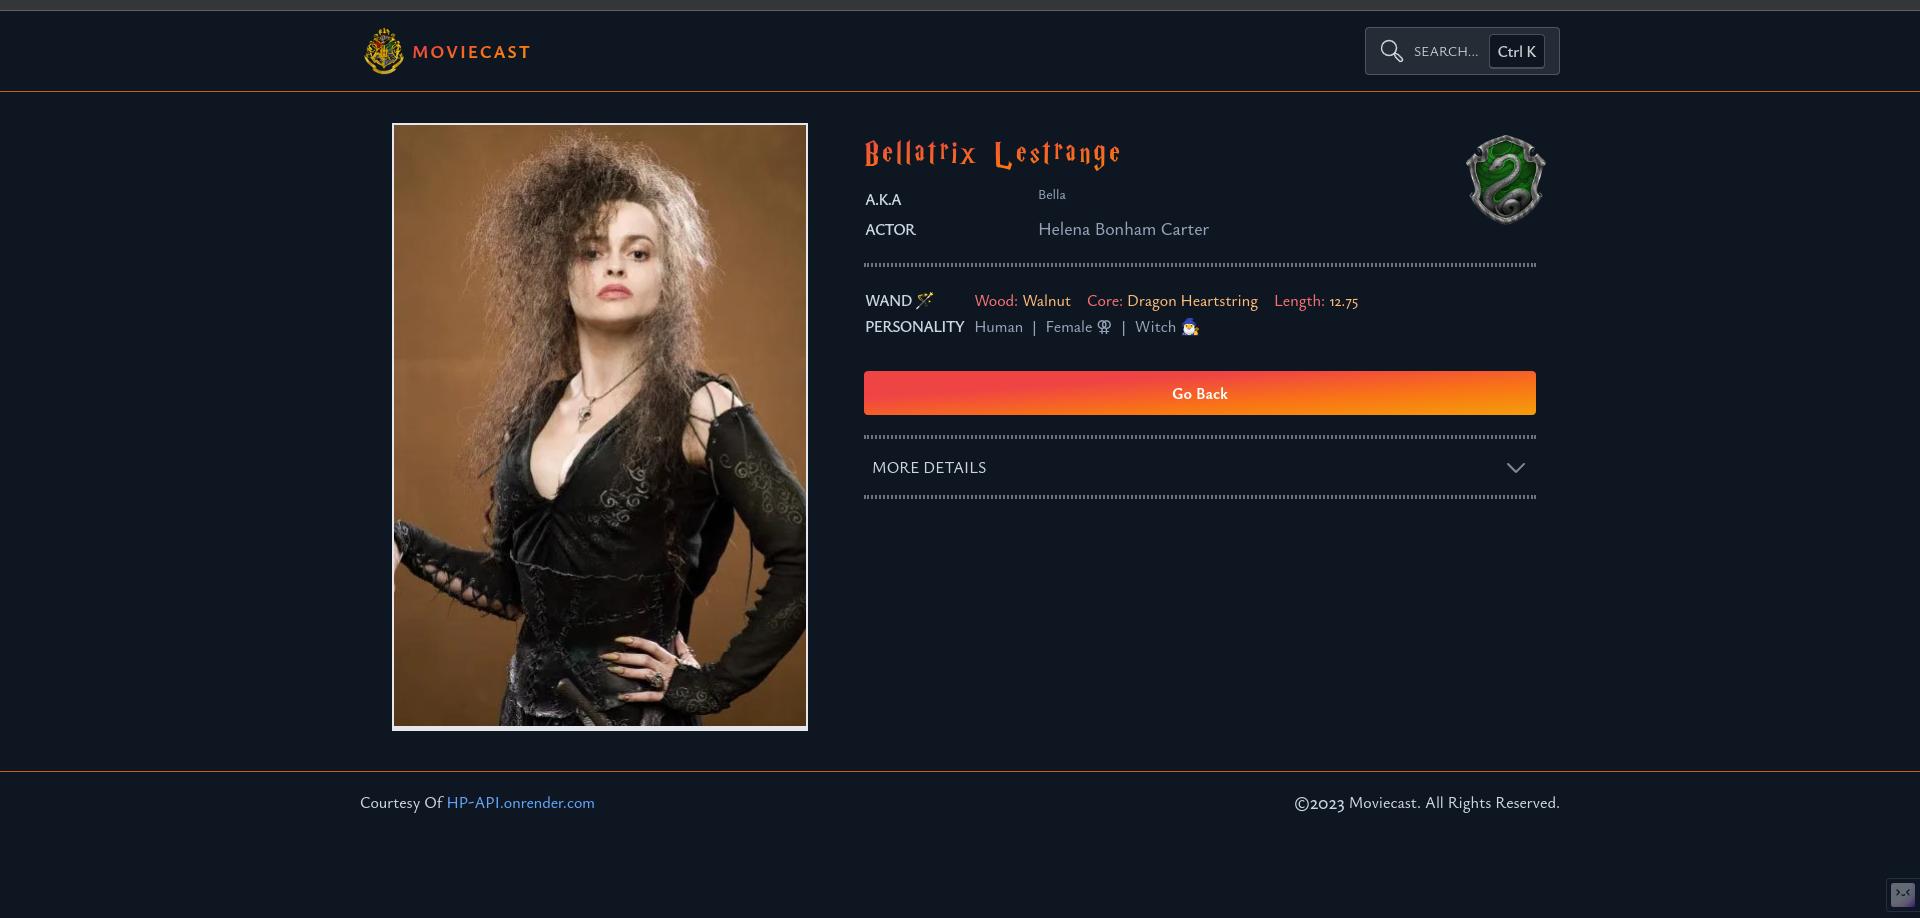 MOVIECAST
SEARCH... Ctrl K
Bellatrix Lestrange
A.K.A Bella
ACTOR Helena Bonham Carter
WAND Wood: Walnut Core: Dragon Heartstring Length: 12.75
PERSONALITY Human | Female | Witch
Go Back
MORE DETAILS
Courtesy Of HP-API.onrender.com
©2023 Moviecast. All Rights Reserved.